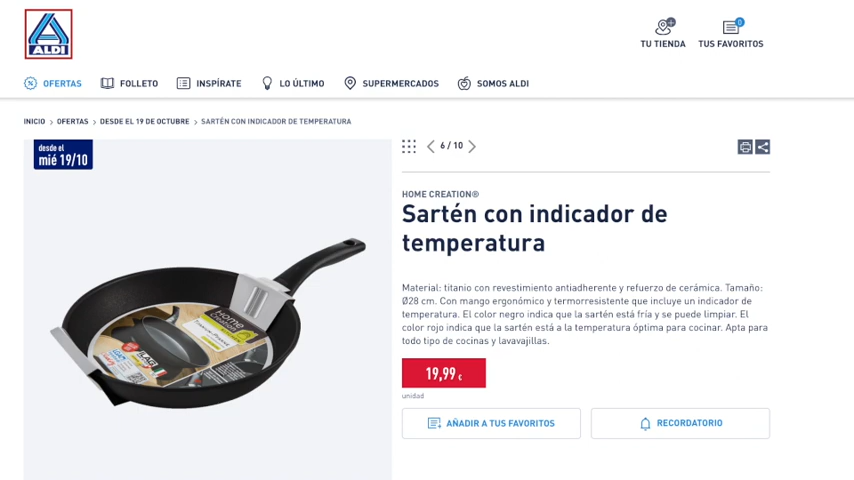 ALDI
TU TIENDA
0
TUS FAVORITOS
OFERTAS
FOLLETO
INSPÍRATE
LO ÚLTIMO
SUPERMERCADOS
SOMOS ALDI
INICIO > OFERTAS > DESDE EL 19 DE OCTUBRE > SARTÉN CON INDICADOR DE TEMPERATURA
desde el
mié 19/10
Home
Creation
6 / 10
HOME CREATION®
Sartén con indicador de
temperatura
Material: titanio con revestimiento antiadherente y refuerzo de cerámica. Tamaño:
Ø28 cm. Con mango ergonómico y termorresistente que incluye un indicador de
temperatura. El color negro indica que la sartén está fría y se puede limpiar. El
color rojo indica que la sartén está a la temperatura óptima para cocinar. Apta para
todo tipo de cocinas y lavavajillas.
19,99 €
unidad
AÑADIR A TUS FAVORITOS
RECORDATORIO